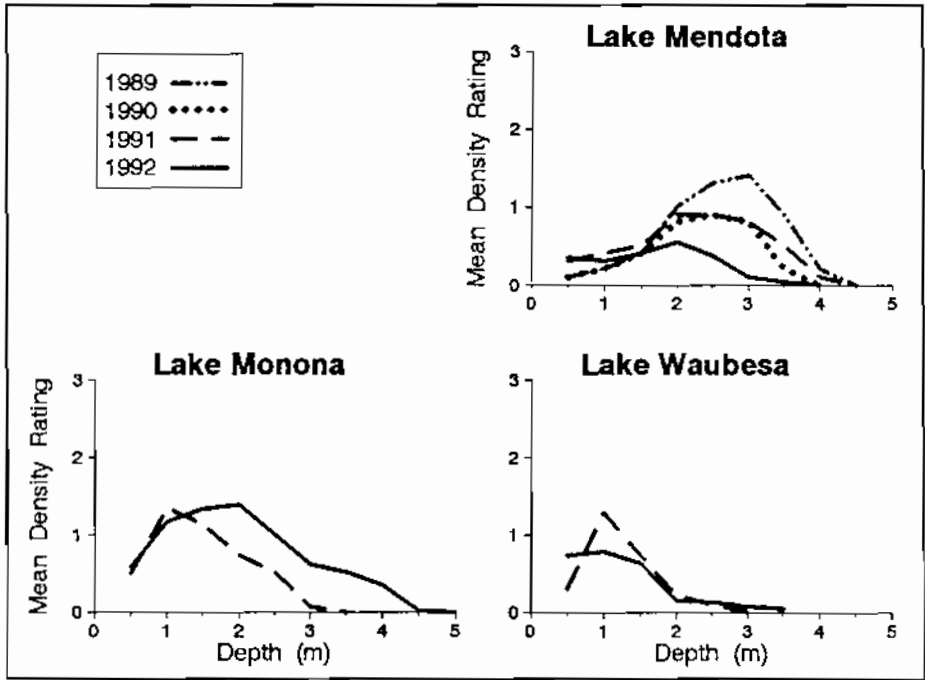 1989
1990
1991
1992
Lake Mendota
Mean Density Rating
3
2
1
0
0 1 2 3 4 5
Lake Monona
Mean Density Rating
3
2
1
0
0 1 2 3 4 5
Depth (m)
Lake Waubesa
3
2
1
0
0 1 2 3 4 5
Depth (m)